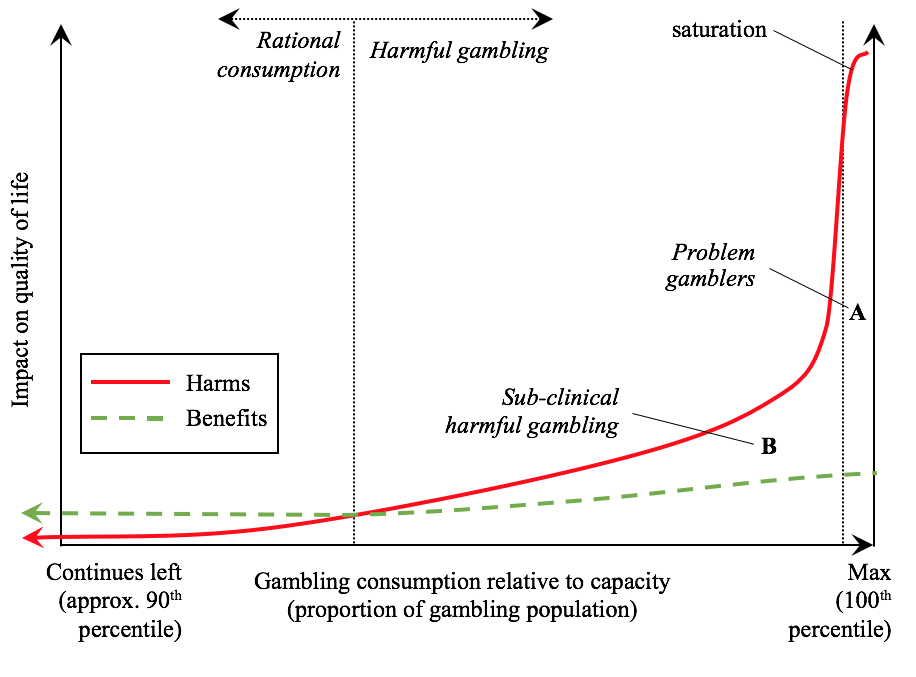 saturation
Rational
consumption
Harmful gambling
Impact on quality of life
Problem
gamblers
A
Harms
Benefits
Sub-clinical
harmful gambling
B
Continues left
(approx. 90th
percentile)
Gambling consumption relative to capacity
(proportion of gambling population)
Max
(100th
percentile)